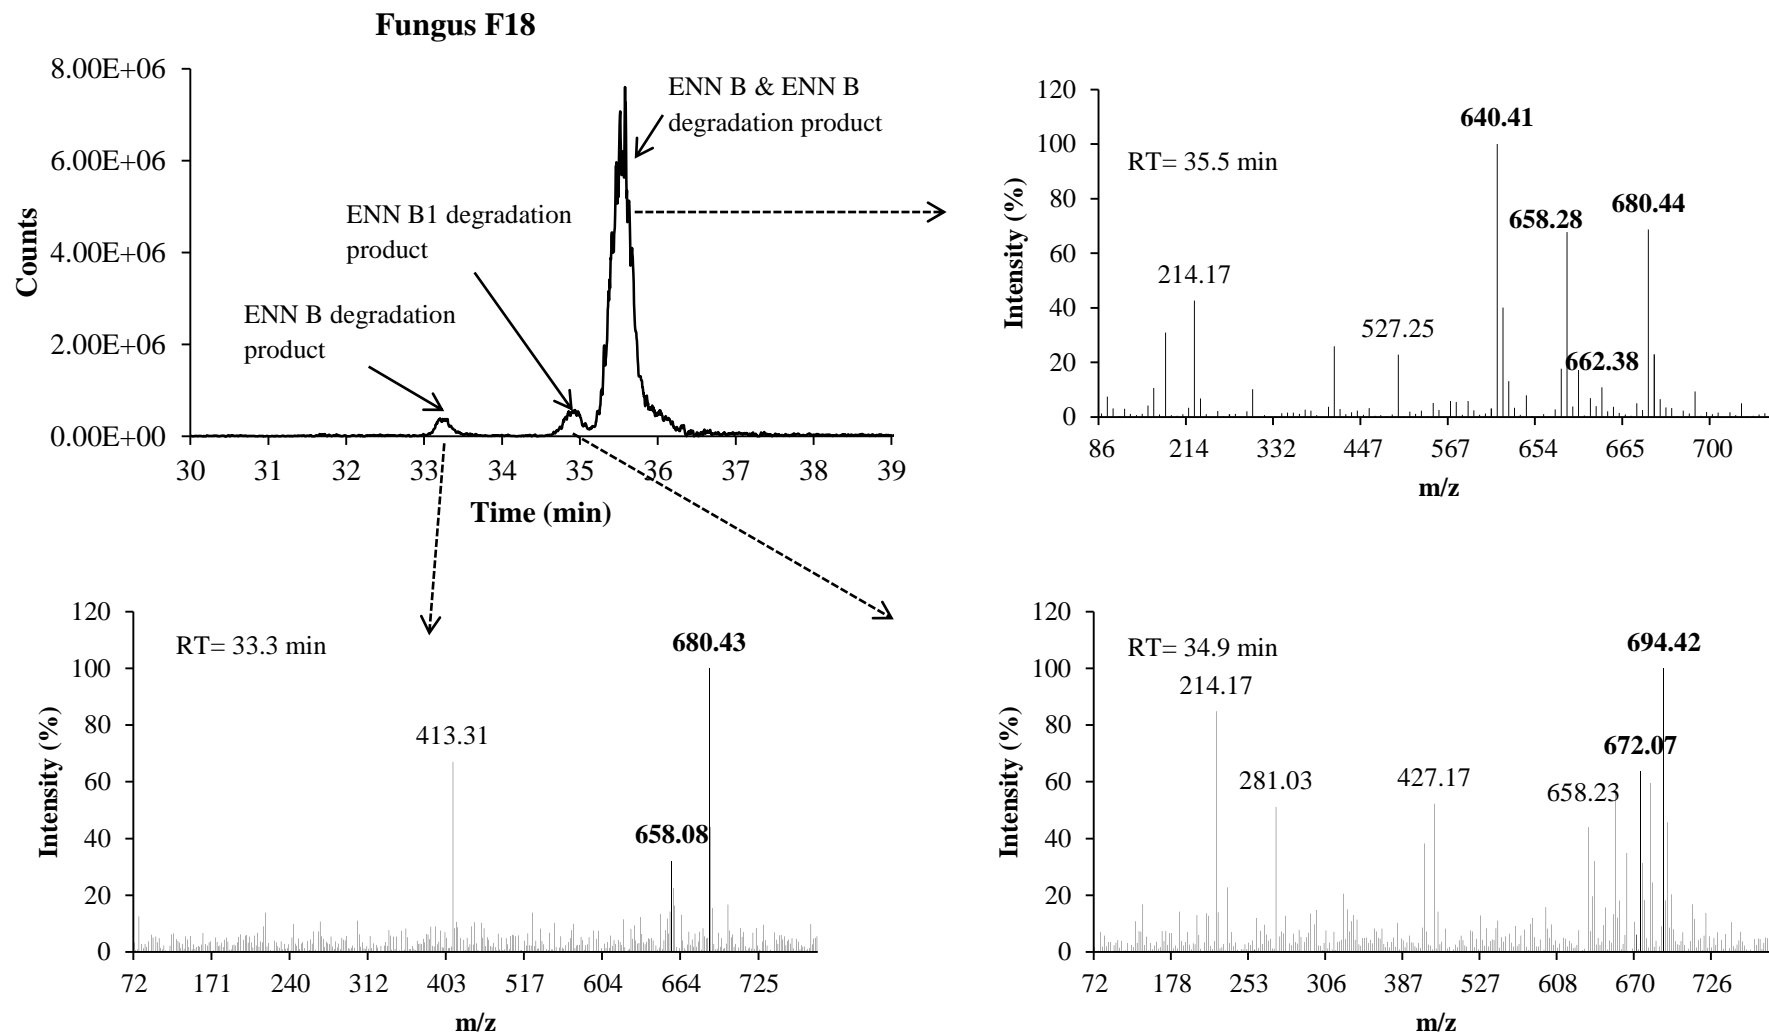 Fungus F18
8.00E+06
6.00E+06
4.00E+06
2.00E+06
0.00E+00
Counts
30 31 32 33 34 35 36 37 38 39
Time (min)
ENN B & ENN B
degradation product
ENN B1 degradation
product
ENN B degradation
product
120
100
80
60
40
20
0
Intensity (%)
RT= 35.5 min
640.41
658.28
680.44
214.17
527.25
662.38
86 214 332 447 567 654 665 700
m/z
120
100
80
60
40
20
0
Intensity (%)
RT= 33.3 min
680.43
413.31
658.08
72 171 240 312 403 517 604 664 725
m/z
120
100
80
60
40
20
0
Intensity (%)
RT= 34.9 min
694.42
214.17
672.07
281.03
427.17
658.23
72 178 253 306 387 527 608 670 726
m/z